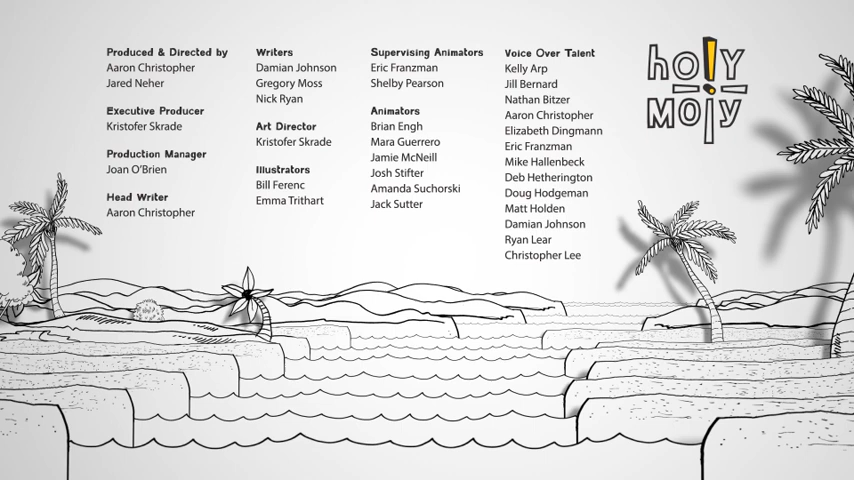 Produced & Directed by
Aaron Christopher
Jared Neher
Executive Producer
Kristofer Skrade
Production Manager
Joan O'Brien
Head Writer
Aaron Christopher
Writers
Damian Johnson
Gregory Moss
Nick Ryan
Art Director
Kristofer Skrade
Illustrators
Bill Ferenc
Emma Trithart
Supervising Animators
Eric Franzman
Shelby Pearson
Animators
Brian Engh
Mara Guerrero
Jamie McNeill
Josh Stifter
Amanda Suchorski
Jack Sutter
Voice Over Talent
Kelly Arp
Jill Bernard
Nathan Bitzer
Aaron Christopher
Elizabeth Dingmann
Eric Franzman
Mike Hallenbeck
Deb Hetherington
Doug Hodgeman
Matt Holden
Damian Johnson
Ryan Lear
Christopher Lee
holy
moly